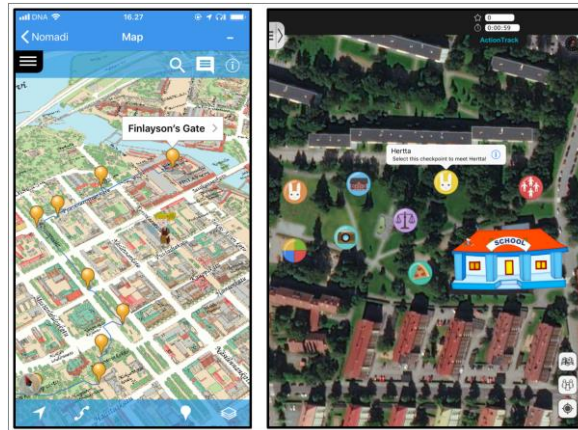 DNA
16.27
Nomadi
Map
Finlayson's Gate
0
0:00:59
ActionTrack
Hertta
Select this checkpoint to meet Hertta!
SCHOOL